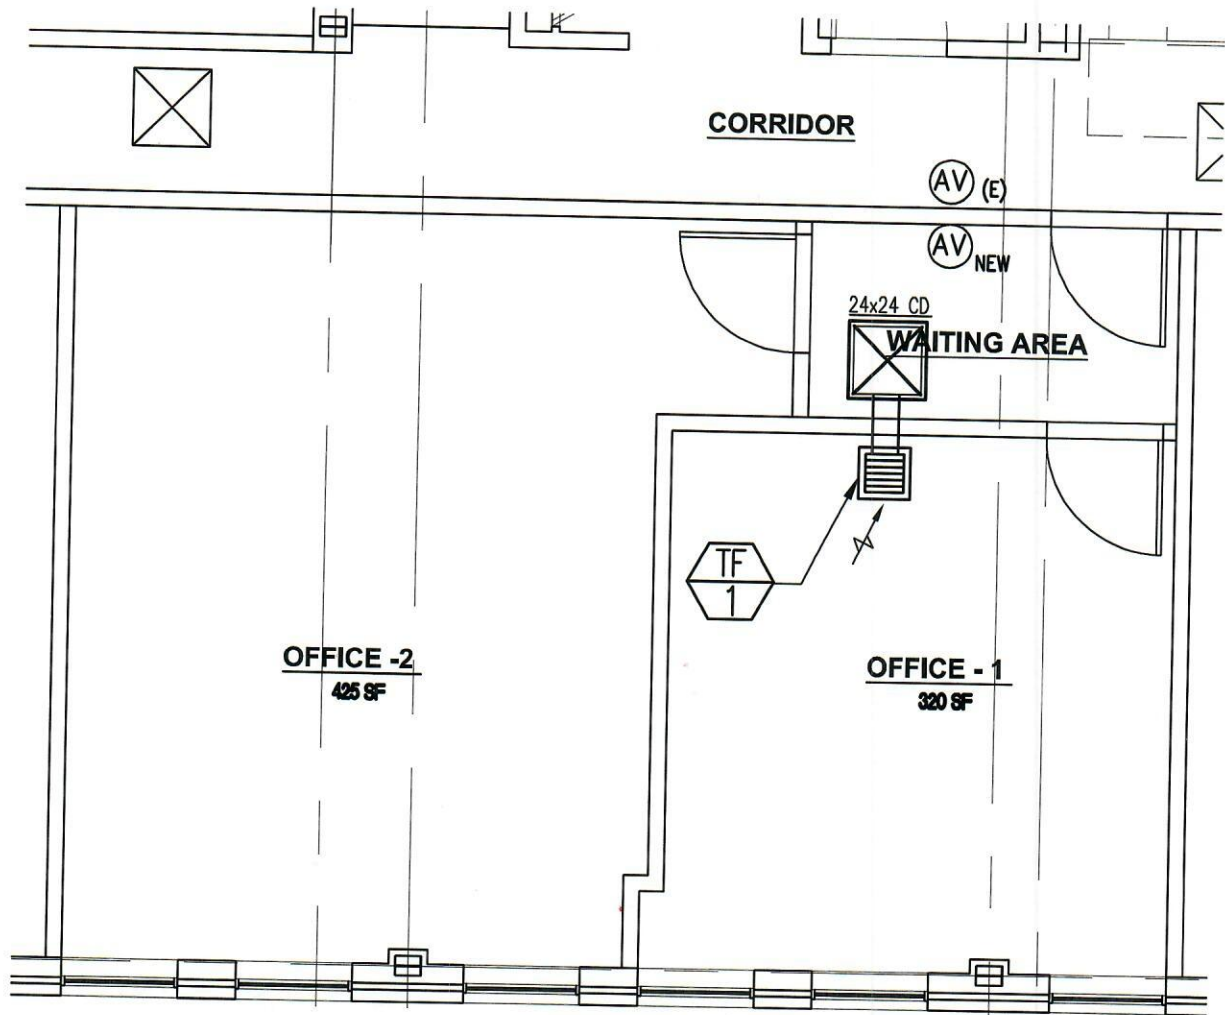 CORRIDOR
AV (E)
AV NEW
24x24 CD
WAITING AREA
TF
1
OFFICE -2
425 SF
OFFICE - 1
320 SF